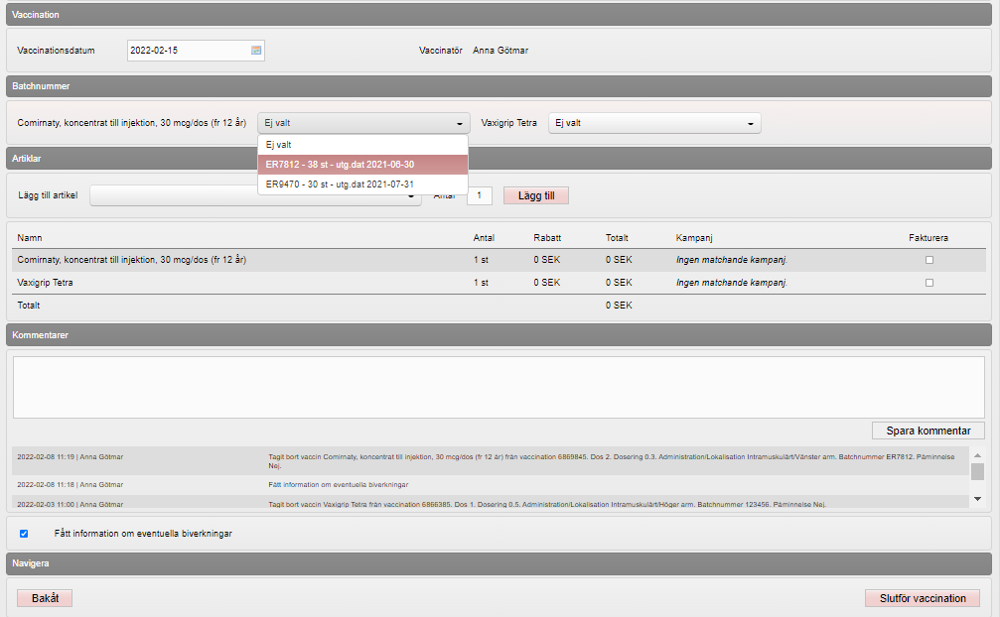 Vaccination
Vaccinationsdatum 2022-02-15 Vaccinatör Anna Götmar
Batchnummer
Comirnaty, koncentrat till injektion, 30 mcg/dos (fr 12 år) Ej valt Vaxigrip Tetra Ej valt
Ej valt
Artiklar
ER7812 - 38 st - utg.dat 2021-06-30
ER9470 - 30 st - utg.dat 2021-07-31
Lägg till artikel Antal 1 Lägg till
Namn Antal Rabatt Totalt Kampanj Fakturera
Comirnaty, koncentrat till injektion, 30 mcg/dos (fr 12 år) 1 st 0 SEK 0 SEK Ingen matchande kampanj.
Vaxigrip Tetra 1 st 0 SEK 0 SEK Ingen matchande kampanj.
Totalt 0 SEK
Kommentarer
Spara kommentar
2022-02-08 11:19 | Anna Götmar Tagit bort vaccin Comirnaty, koncentrat till injektion, 30 mcg/dos (fr 12 år) från vaccination 6869845. Dos 2. Dosering 0.3. Administration/Lokalisation Intramuskulärt/Vänster arm. Batchnummer ER7812. Påminnelse
Nej.
2022-02-08 11:18 | Anna Götmar Fått information om eventuella biverkningar
2022-02-03 11:00 | Anna Götmar Tagit bort vaccin Vaxigrip Tetra från vaccination 6866385. Dos 1. Dosering 0.5. Administration/Lokalisation Intramuskulärt/Höger arm. Batchnummer 123456. Påminnelse Nej.
Fått information om eventuella biverkningar
Navigera
Bakåt Slutför vaccination